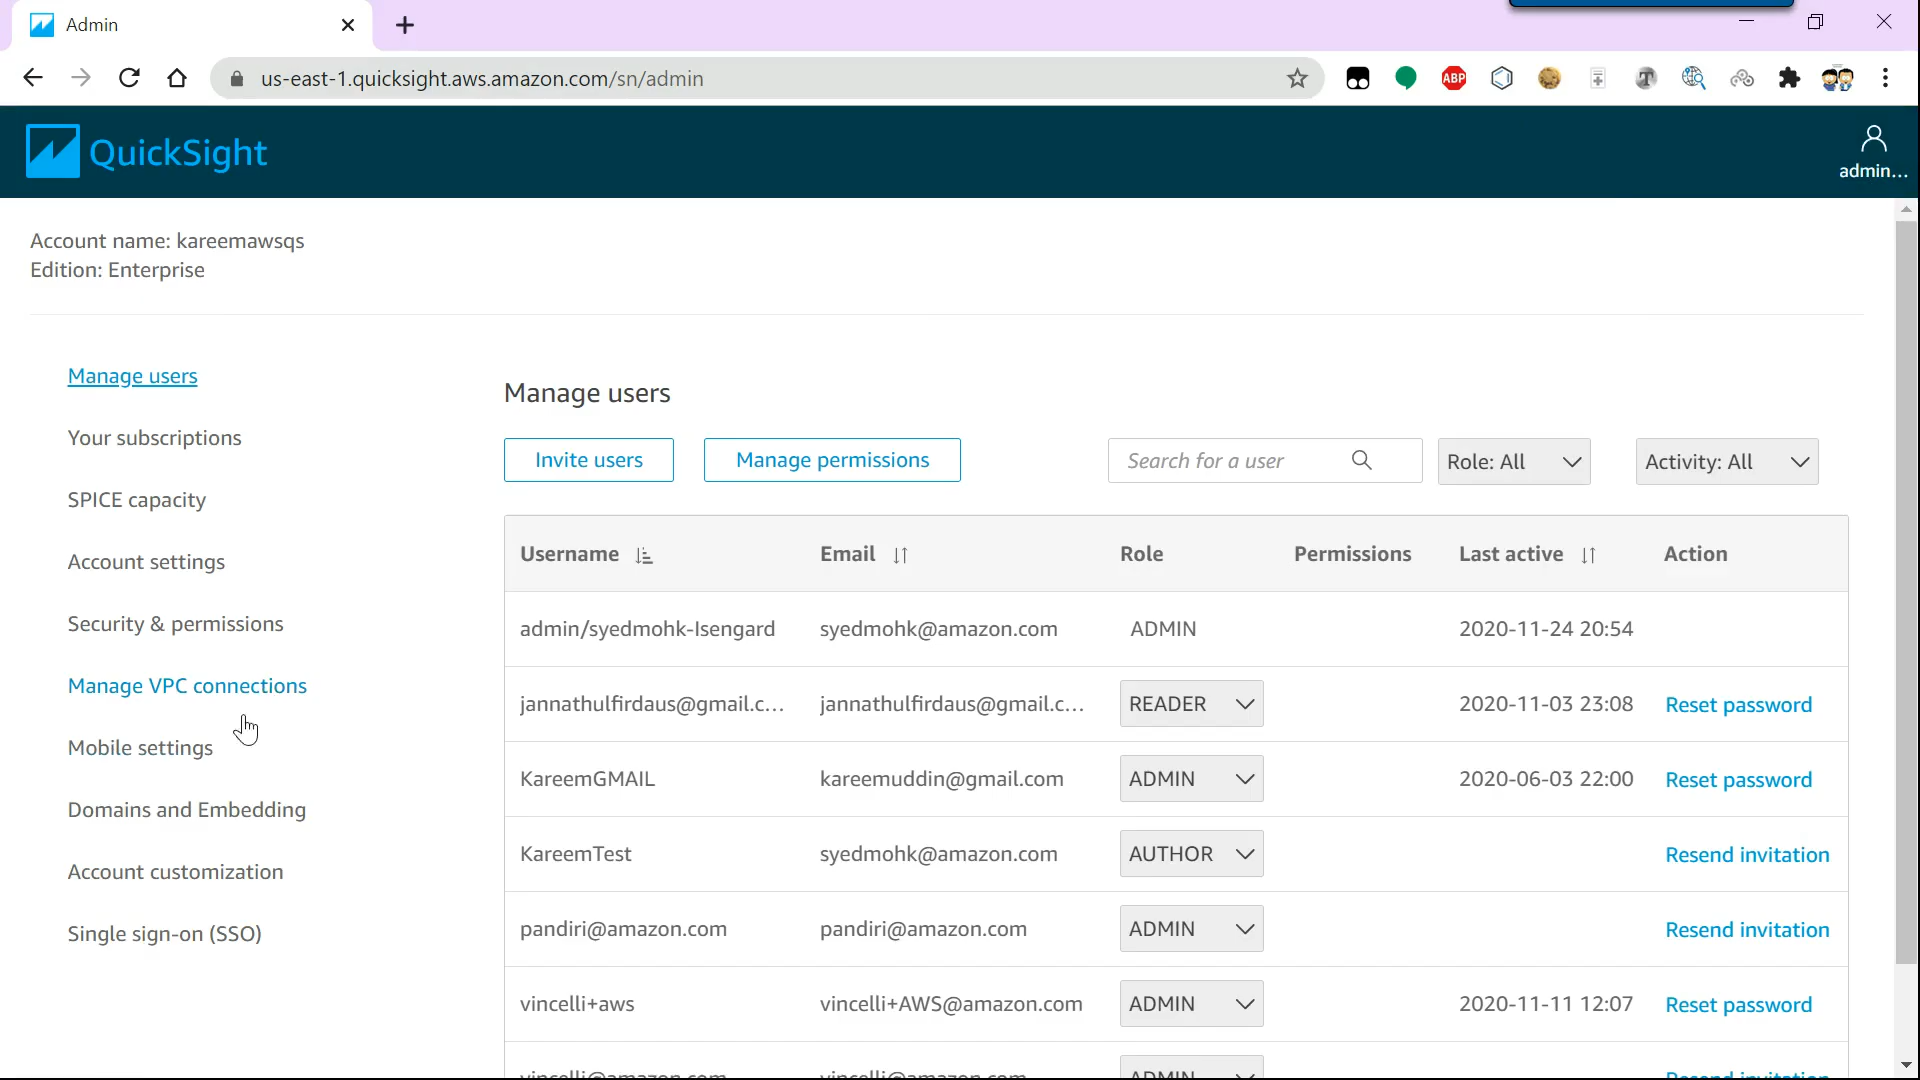 Admin
us-east-1.quicksight.aws.amazon.com/sn/admin
ABP
T
QuickSight
admin...
Account name: kareemawsqs
Edition: Enterprise
Manage users
Your subscriptions
SPICE capacity
Account settings
Security & permissions
Manage VPC connections
Mobile settings
Domains and Embedding
Account customization
Single sign-on (SSO)
Manage users
Invite users Manage permissions Search for a user Role: All Activity: All
Username Email Role Permissions Last active Action
admin/syedmohk-Isengard syedmohk@amazon.com ADMIN 2020-11-24 20:54
jannathulfirdaus@gmail.c... jannathulfirdaus@gmail.c... READER 2020-11-03 23:08 Reset password
KareemGMAIL kareemuddin@gmail.com ADMIN 2020-06-03 22:00 Reset password
KareemTest syedmohk@amazon.com AUTHOR Resend invitation
pandiri@amazon.com pandiri@amazon.com ADMIN Resend invitation
vincelli+aws vincelli+AWS@amazon.com ADMIN 2020-11-11 12:07 Reset password
vincelli@amazon.com vincelli@amazon.com ADMIN Resend invitation